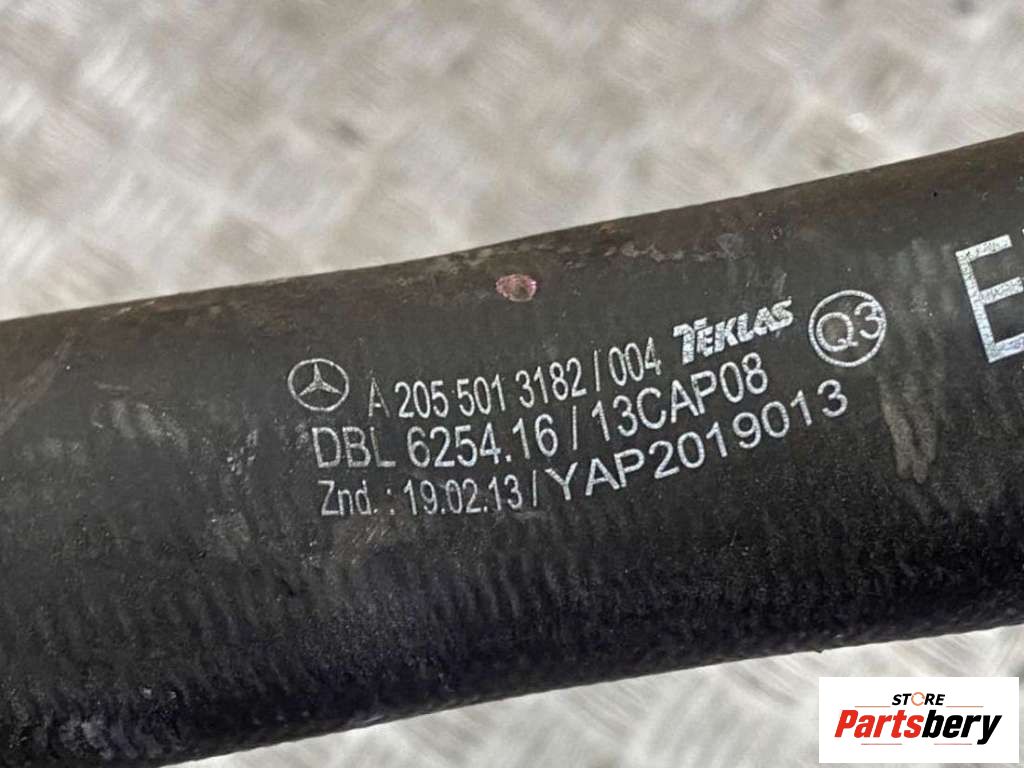 A 205 501 3182 / 004 TEKLAS Q3
DBL 6254.16 / 13CAP08
Znd. : 19.02.13 / YAP2019013
E
STORE
Partsbery